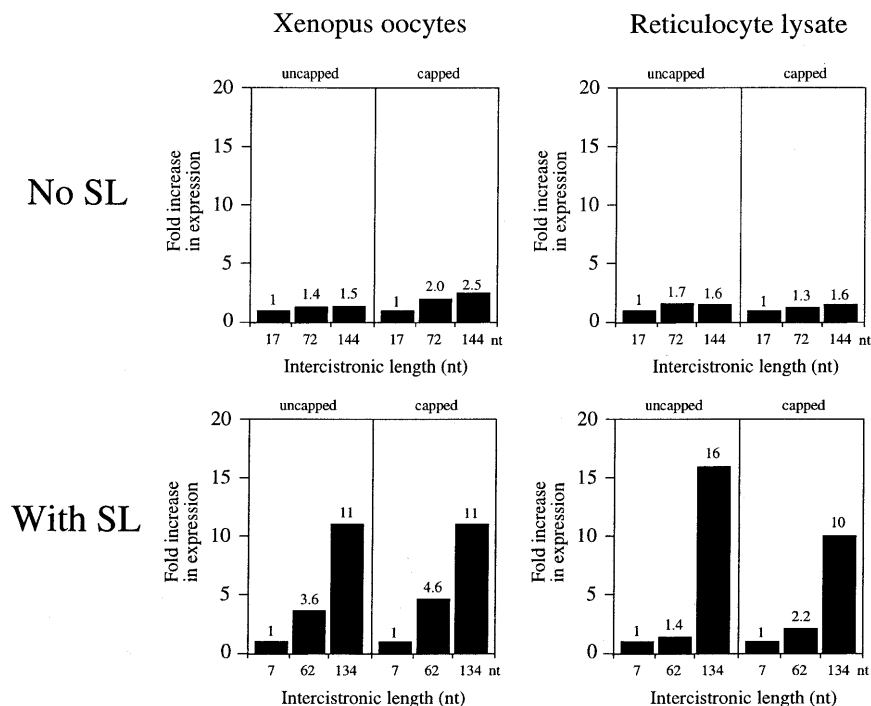 Xenopus oocytes
Reticulocyte lysate
No SL
Fold increase
in expression
uncapped
capped
20
15
10
5
0
1
1.4
1.5
1
2.0
2.5
17 72 144 17 72 144 nt
Intercistronic length (nt)
Fold increase
in expression
uncapped
capped
20
15
10
5
0
1
1.7
1.6
1
1.3
1.6
17 72 144 17 72 144 nt
Intercistronic length (nt)
With SL
Fold increase
in expression
uncapped
capped
20
15
10
5
0
1
3.6
11
1
4.6
11
7 62 134 7 62 134 nt
Intercistronic length (nt)
Fold increase
in expression
uncapped
capped
20
15
10
5
0
1
1.4
16
1
2.2
10
7 62 134 7 62 134 nt
Intercistronic length (nt)